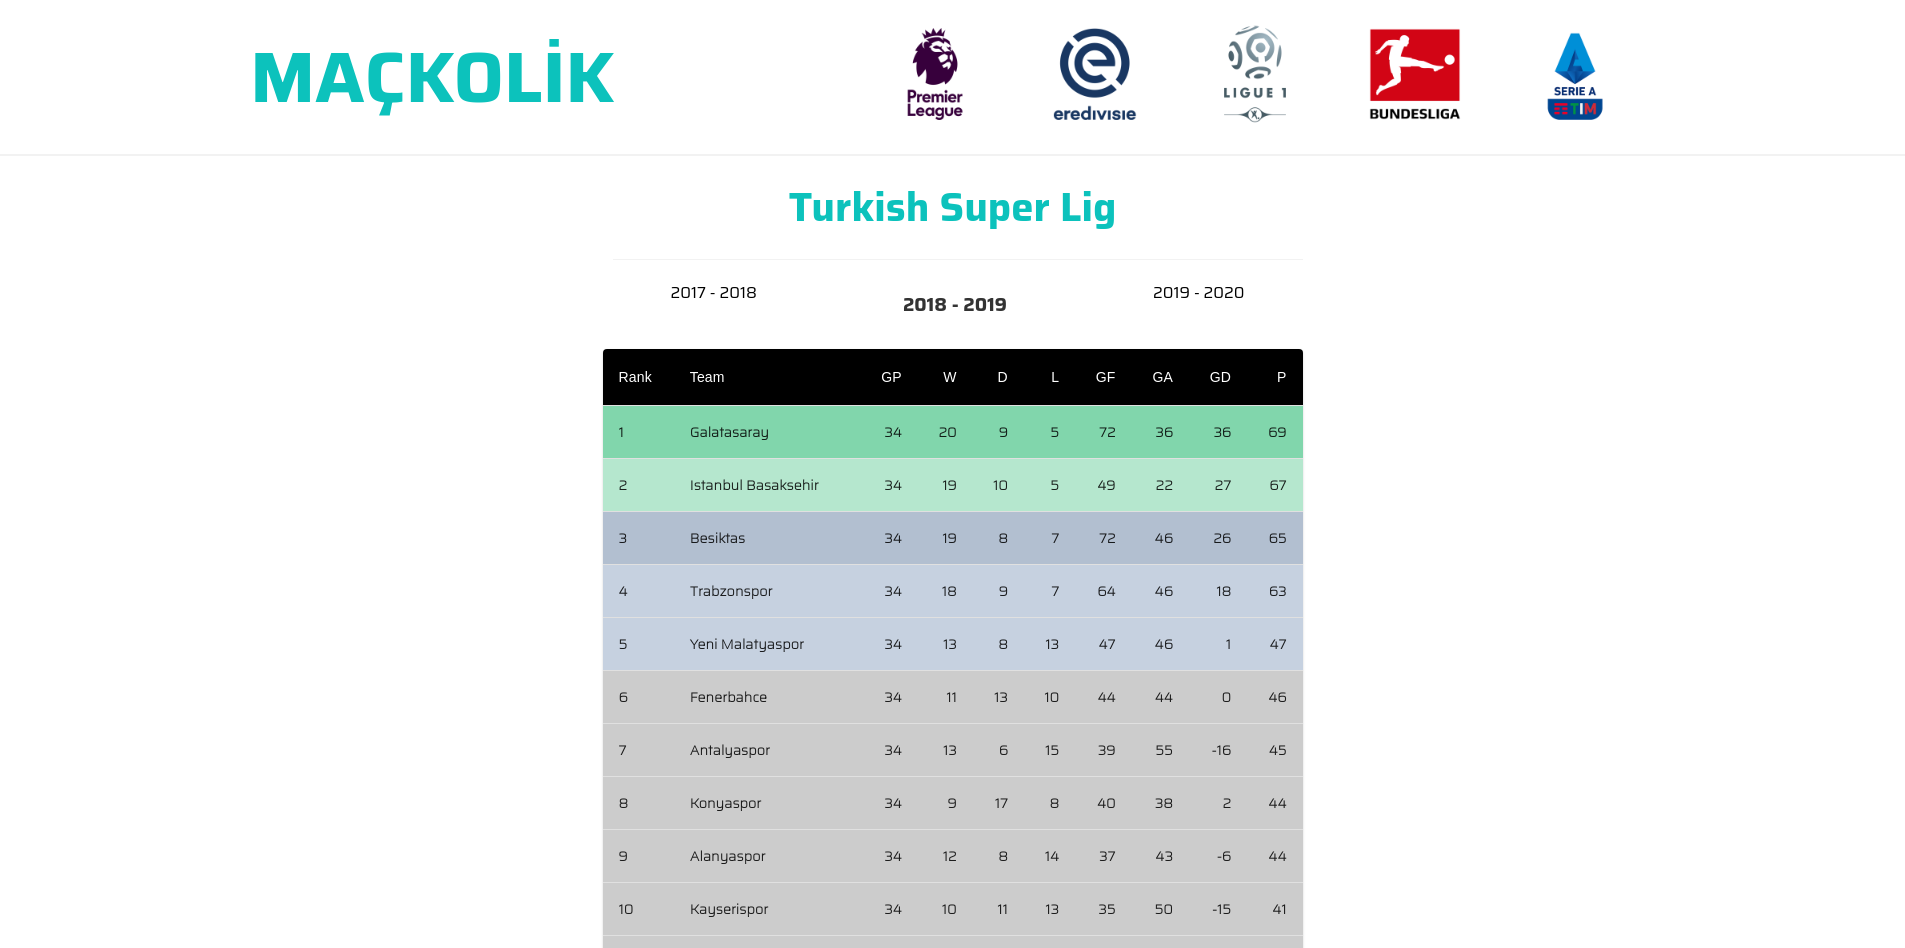 MAÇKOLİK
Premier
League
eredivisie
LIGUE 1
BUNDESLIGA
SERIE A
TIM
Turkish Super Lig
2017 - 2018
2018 - 2019
2019 - 2020
Rank Team GP W D L GF GA GD P
1 Galatasaray 34 20 9 5 72 36 36 69
2 Istanbul Basaksehir 34 19 10 5 49 22 27 67
3 Besiktas 34 19 8 7 72 46 26 65
4 Trabzonspor 34 18 9 7 64 46 18 63
5 Yeni Malatyaspor 34 13 8 13 47 46 1 47
6 Fenerbahce 34 11 13 10 44 44 0 46
7 Antalyaspor 34 13 6 15 39 55 -16 45
8 Konyaspor 34 9 17 8 40 38 2 44
9 Alanyaspor 34 12 8 14 37 43 -6 44
10 Kayserispor 34 10 11 13 35 50 -15 41